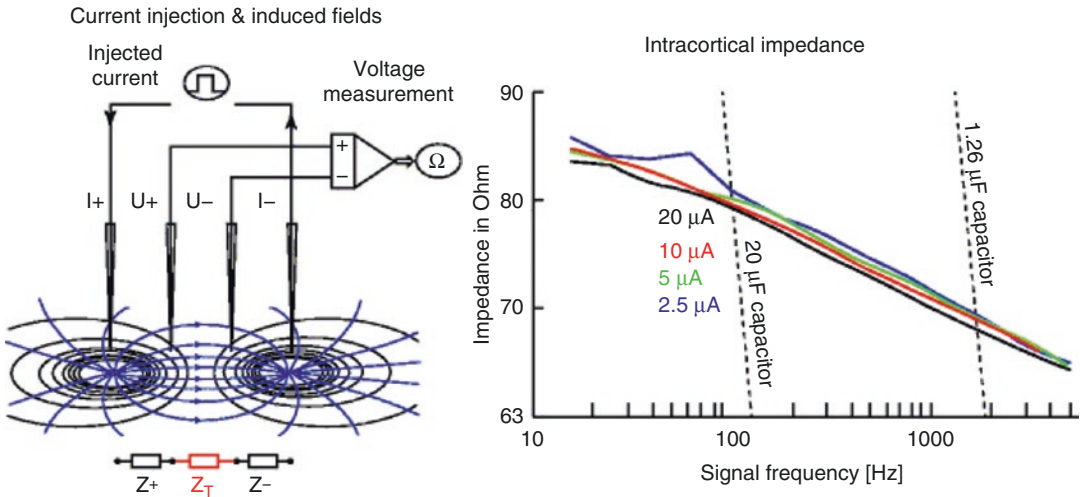 Current injection & induced fields
Injected
current
Voltage
measurement
+
−
Ω
I+ U+ U− I−
Z+ Z_T Z−
Intracortical impedance
Impedance in Ohm
90
80
70
63
20 μA
10 μA
5 μA
2.5 μA
20 μF capacitor
1.26 μF capacitor
10 100 1000
Signal frequency [Hz]